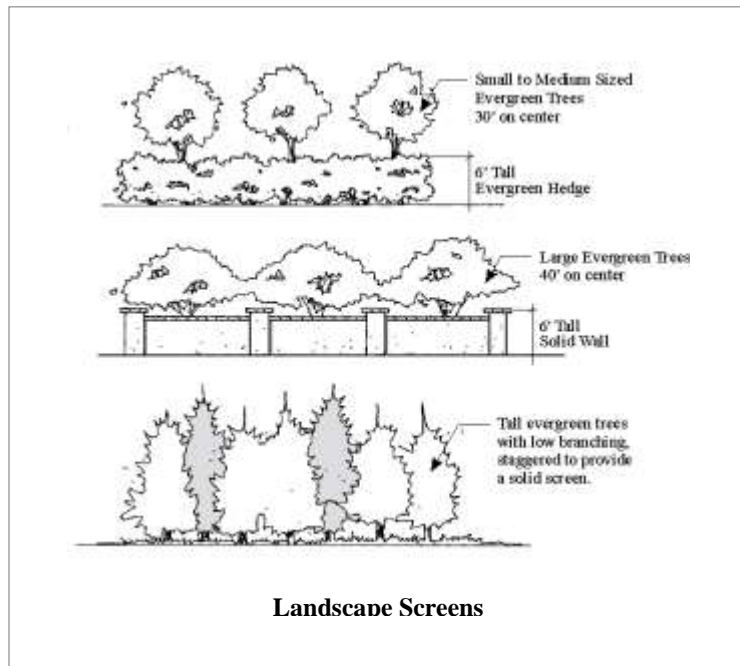 Small to Medium Sized
Evergreen Trees
30' on center
6' Tall
Evergreen Hedge
Large Evergreen Trees
40' on center
6' Tall
Solid Wall
Tall evergreen trees
with low branching,
staggered to provide
a solid screen.
Landscape Screens